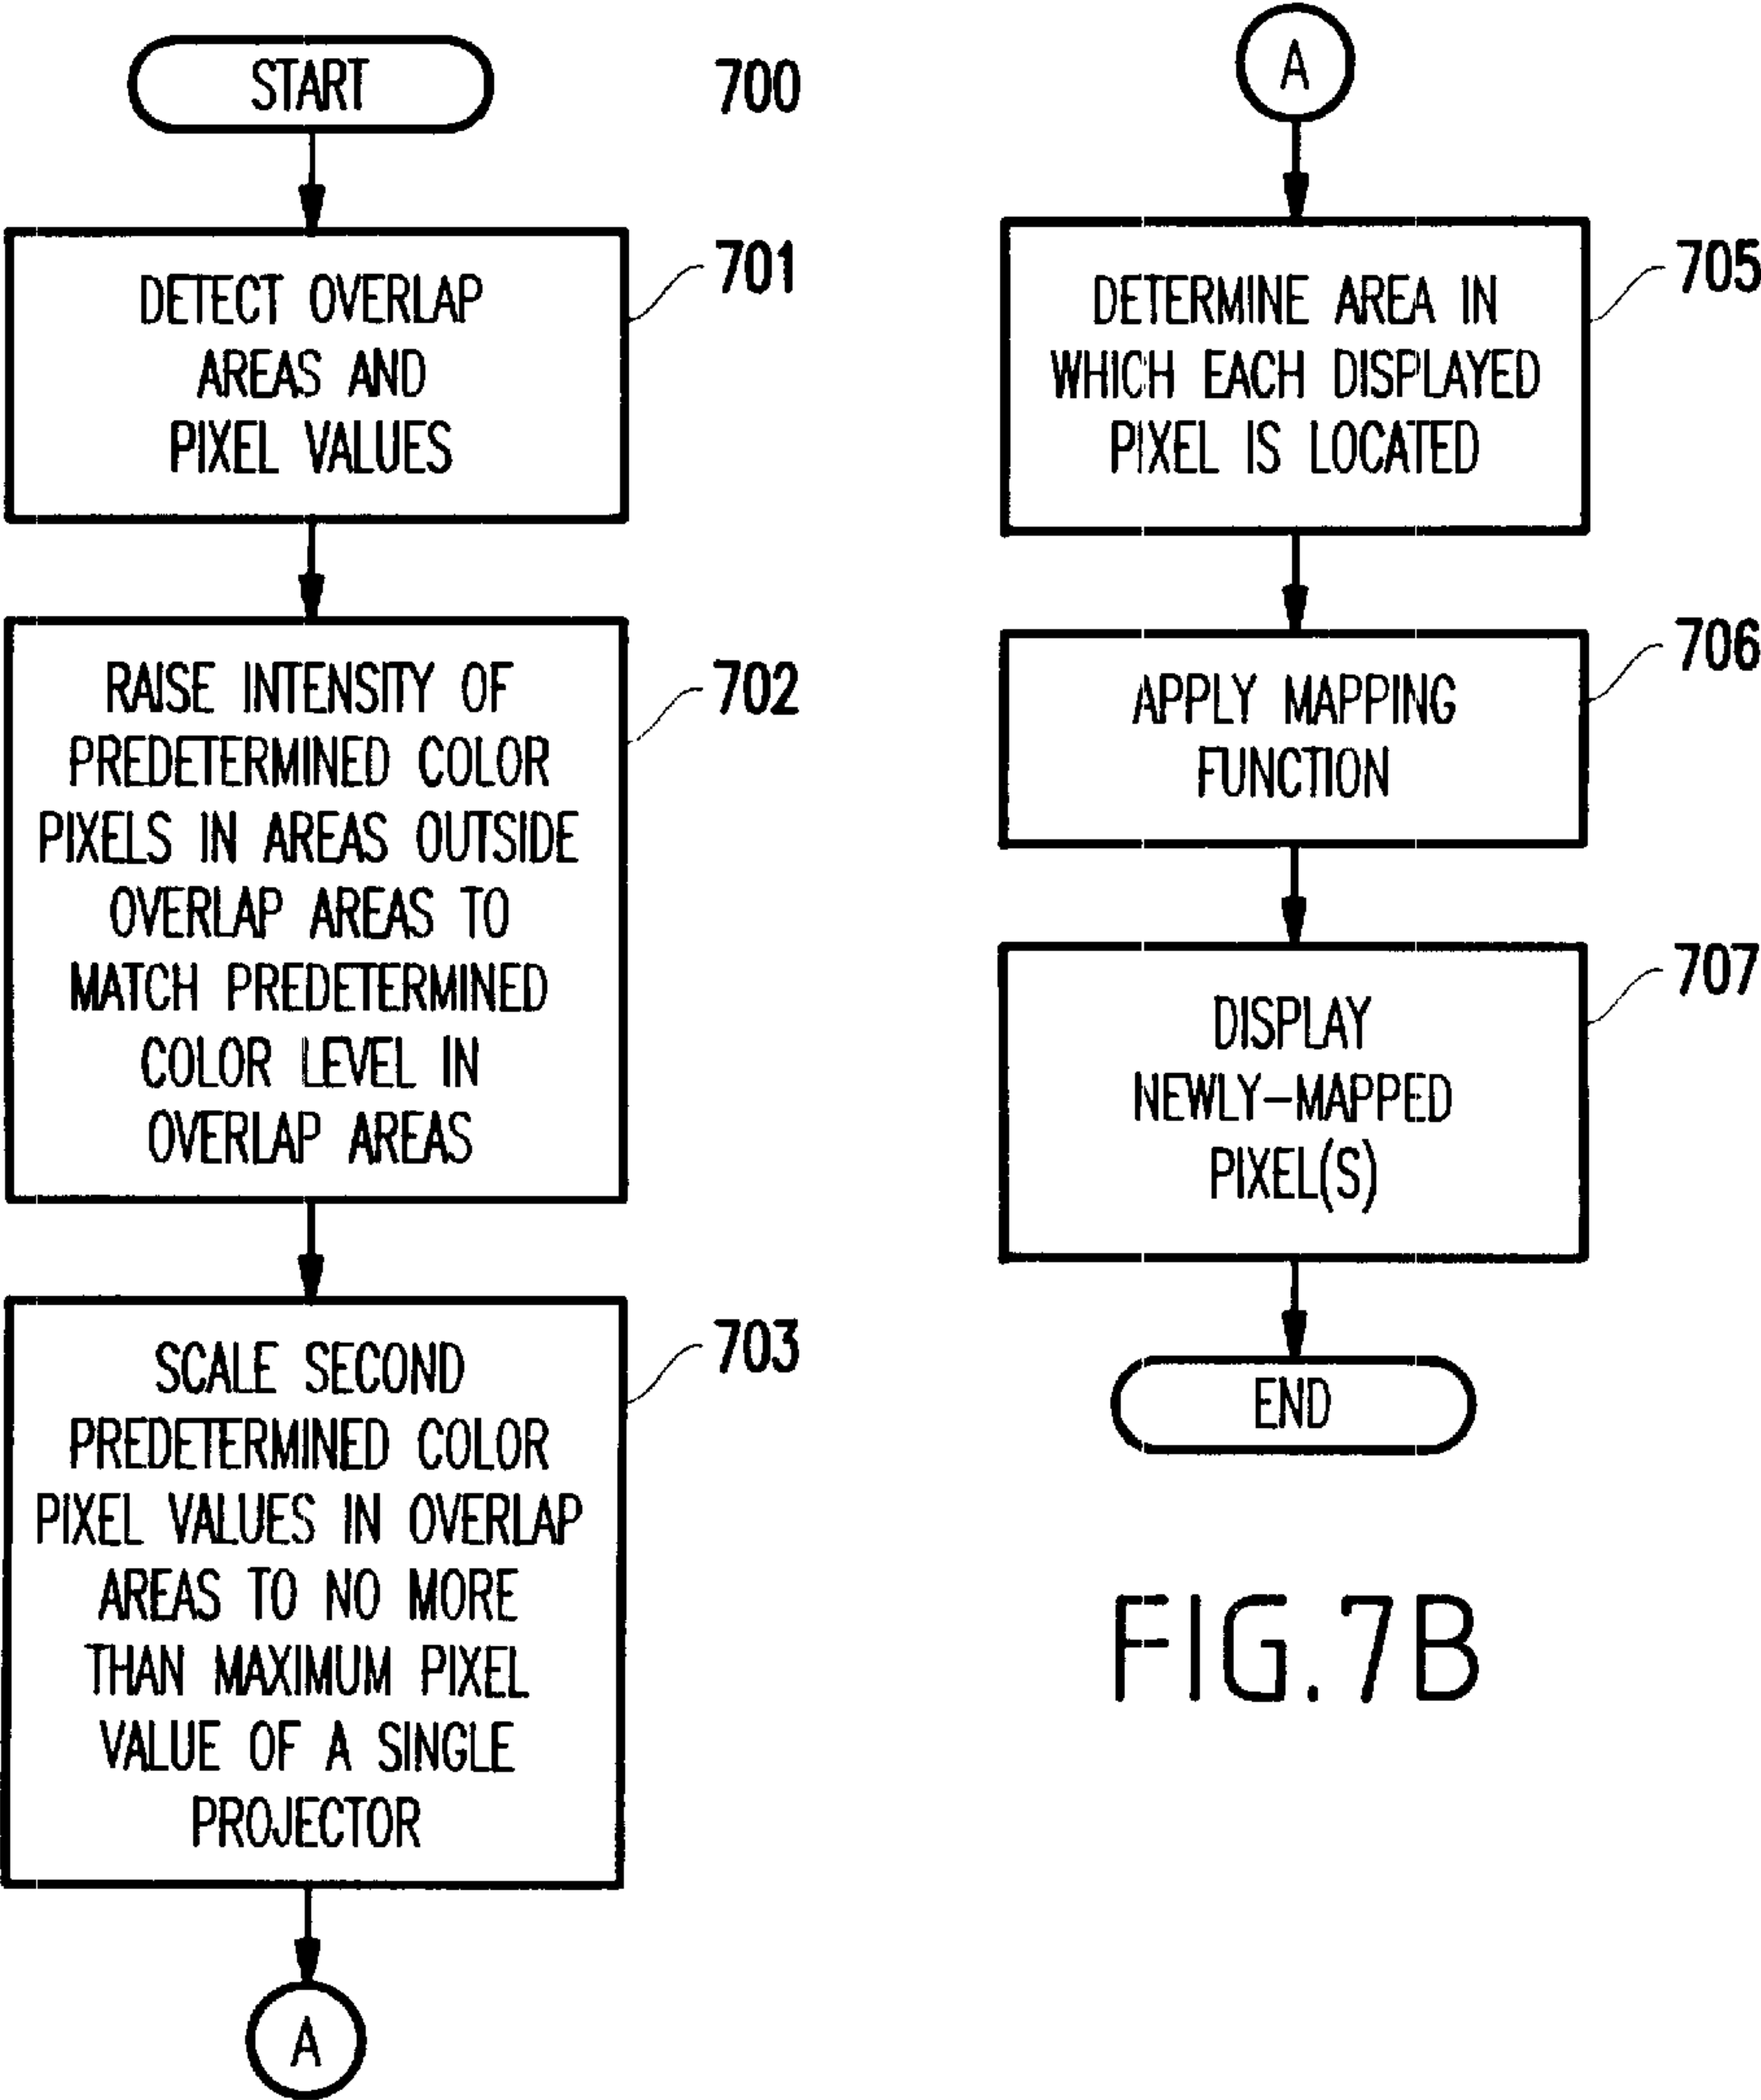 START
700
DETECT OVERLAP
AREAS AND
PIXEL VALUES
701
RAISE INTENSITY OF
PREDETERMINED COLOR
PIXELS IN AREAS OUTSIDE
OVERLAP AREAS TO
MATCH PREDETERMINED
COLOR LEVEL IN
OVERLAP AREAS
702
SCALE SECOND
PREDETERMINED COLOR
PIXEL VALUES IN OVERLAP
AREAS TO NO MORE
THAN MAXIMUM PIXEL
VALUE OF A SINGLE
PROJECTOR
703
A
A
DETERMINE AREA IN
WHICH EACH DISPLAYED
PIXEL IS LOCATED
705
APPLY MAPPING
FUNCTION
706
DISPLAY
NEWLY-MAPPED
PIXEL(S)
707
END
FIG. 7B